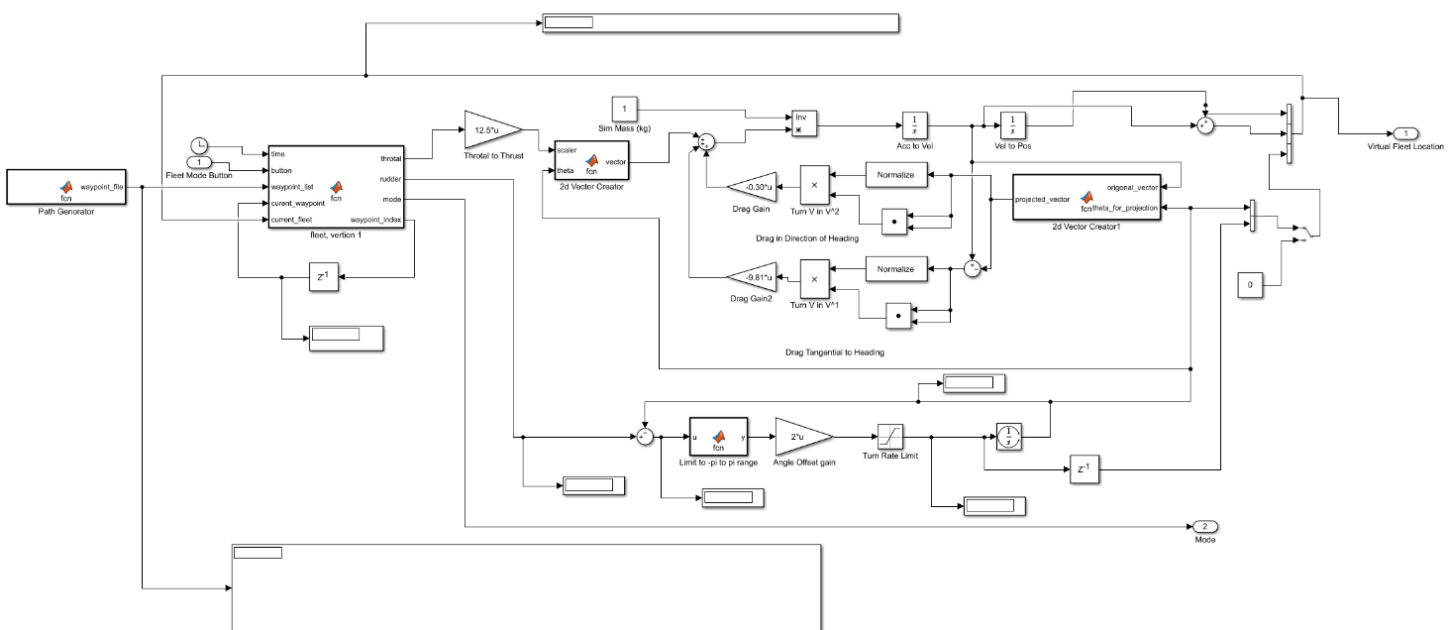 1
Sim Mass (kg)
Inv
12.5*u
Throtal to Thrust
1
s
Acc to Vel
1
s
Vel to Pos
1
Virtual Fleet Location
1
Fleet Mode Button
time
button
waypoint_list
curent_waypoint
current_fleet
fcn
throtal
rudder
mode
waypoint_index
fleet, vertion 1
fcn
waypoint_file
Path Genorator
scaler
theta
fcn
vector
2d Vector Creator
-0.30*u
Drag Gain
×
Turn V in V^2
Normalize
Drag in Direction of Heading
projected_vector
fcn
origonal_vector
theta_for_projection
2d Vector Creator1
-9.81*u
Drag Gain2
×
Turn V in V^1
Normalize
Drag Tangential to Heading
0
z-1
u
fcn
y
Limit to -pi to pi range
2*u
Angle Offset gain
Turn Rate Limit
1
s
z-1
2
Mode